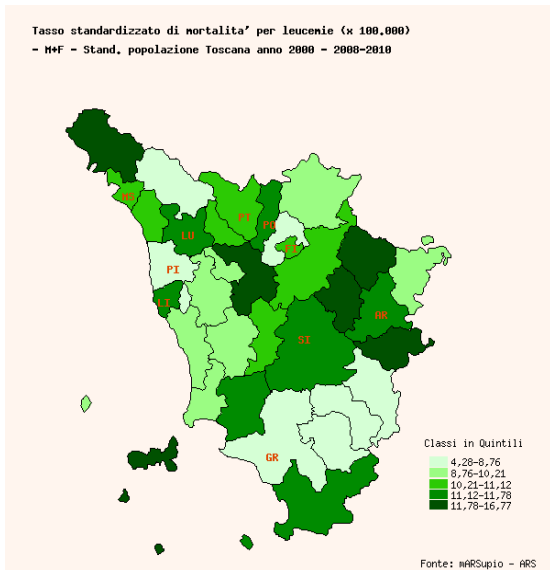 Tasso standardizzato di mortalita' per leucemie (x 100.000)
- M+F - Stand. popolazione Toscana anno 2000 - 2008-2010
MS
PT
PO
LU
FI
PI
LI
AR
SI
GR
Classi in Quintili
4,28-8,76
8,76-10,21
10,21-11,12
11,12-11,78
11,78-16,77
Fonte: mARSupio - ARS